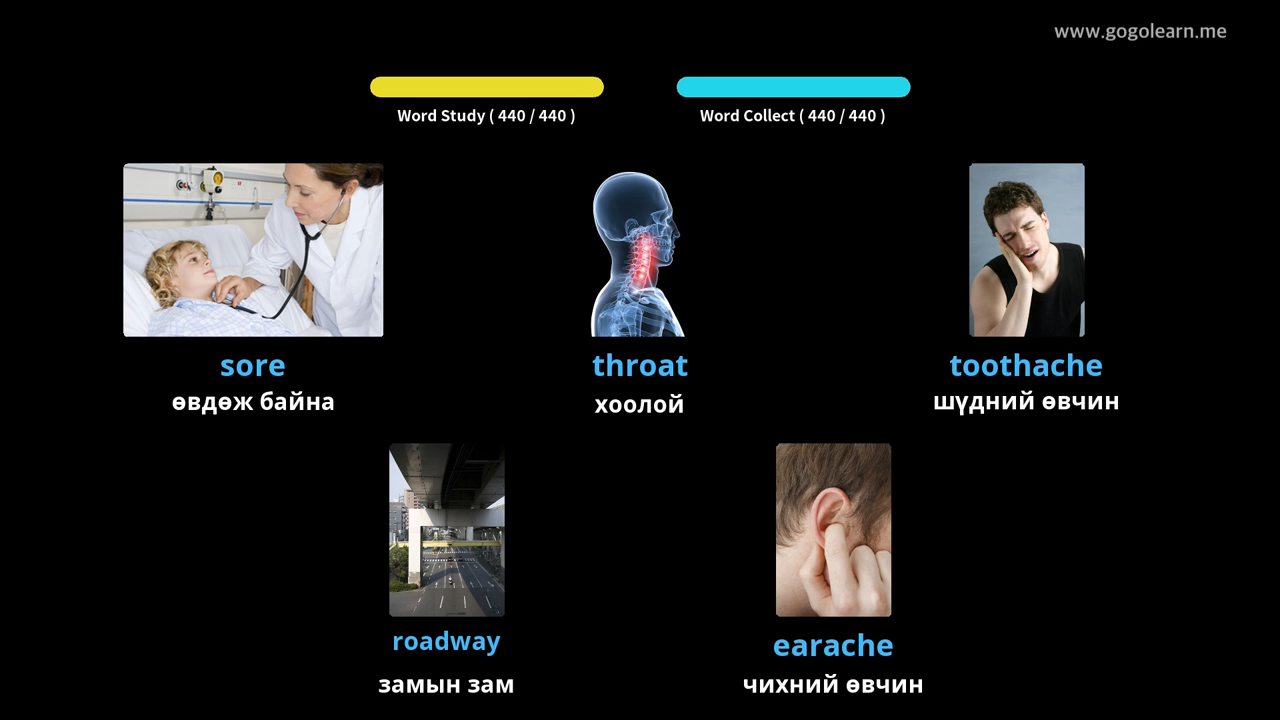 www.gogolearn.me
Word Study ( 440 / 440 )
Word Collect ( 440 / 440 )
sore
өвдөж байна
throat
хоолой
toothache
шүдний өвчин
roadway
замын зам
earache
чихний өвчин